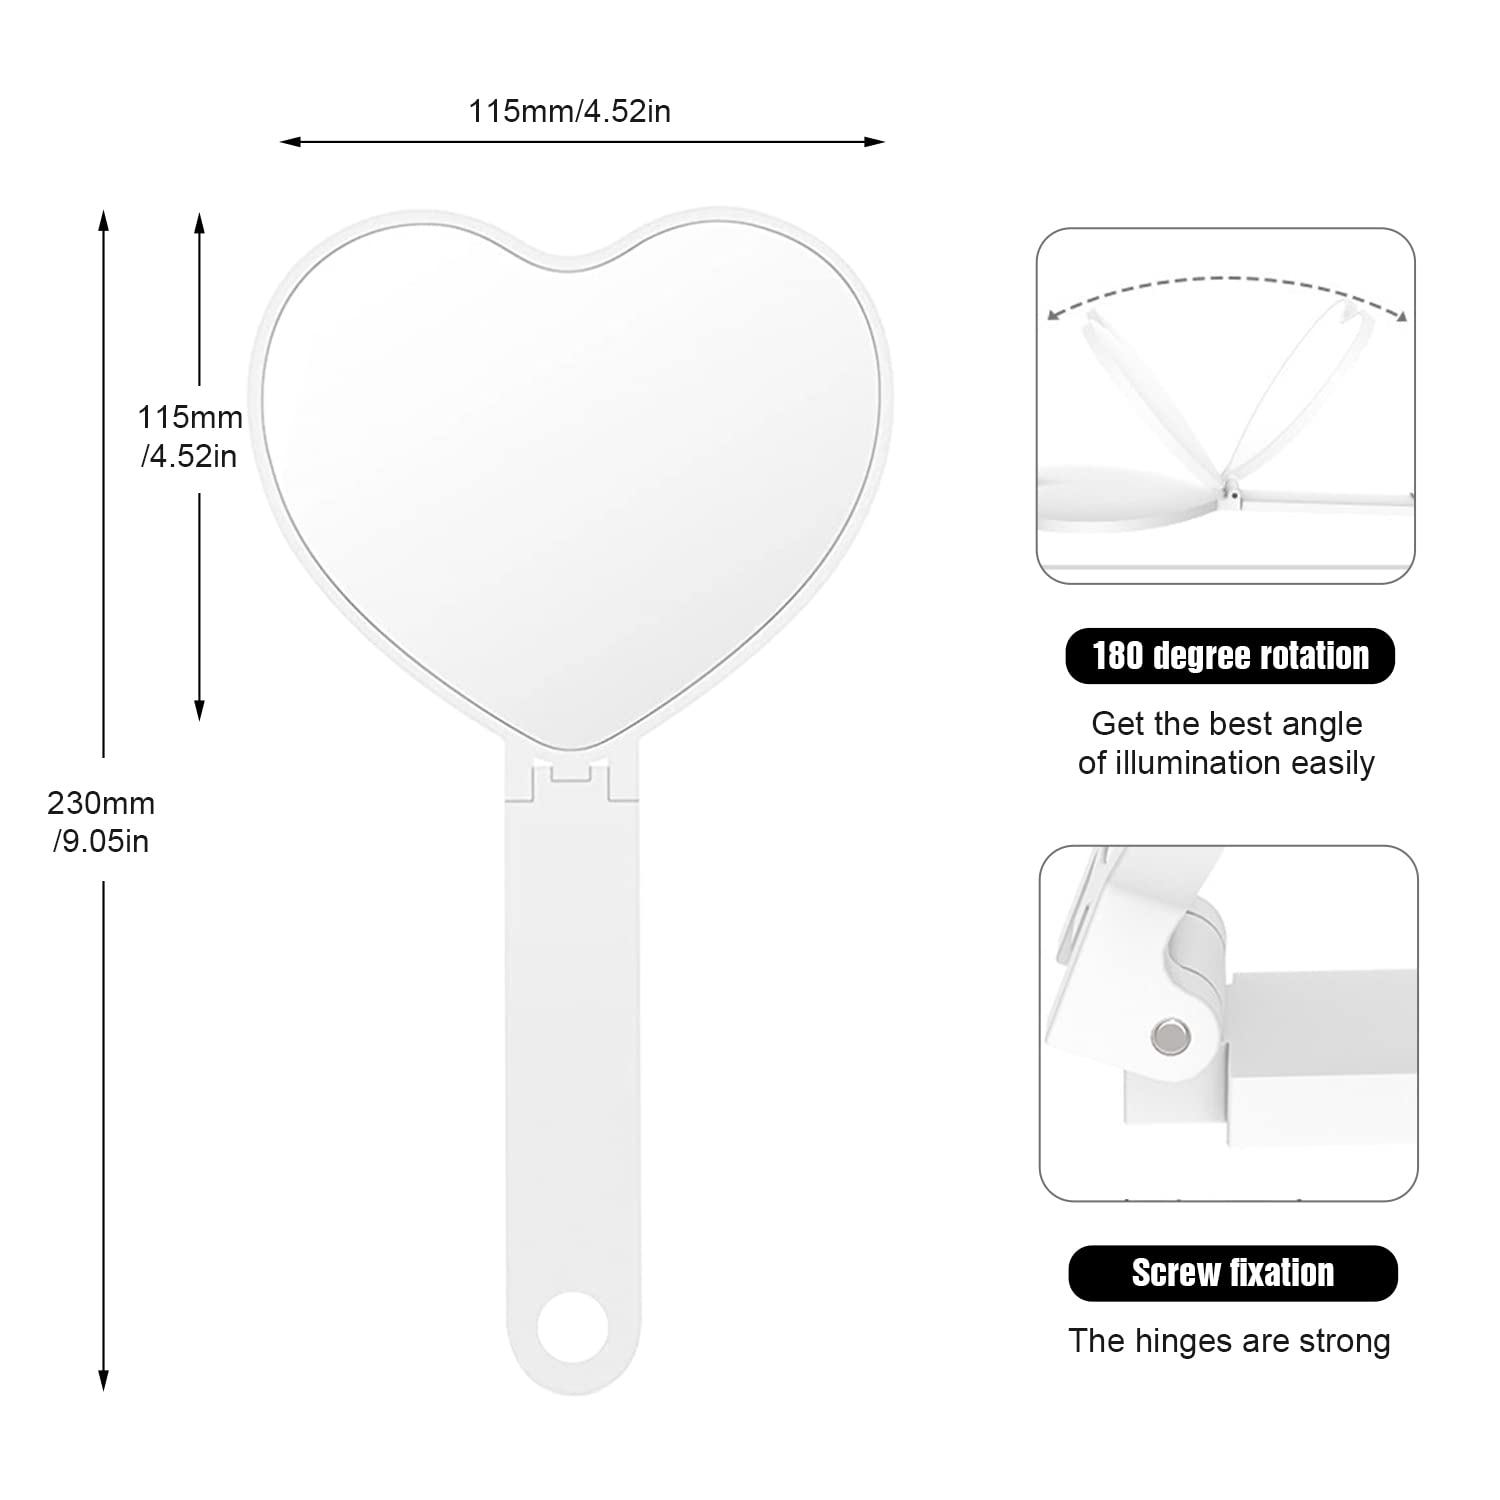 115mm/4.52in
115mm
/4.52in
230mm
/9.05in
180 degree rotation
Get the best angle
of illumination easily
Screw fixation
The hinges are strong